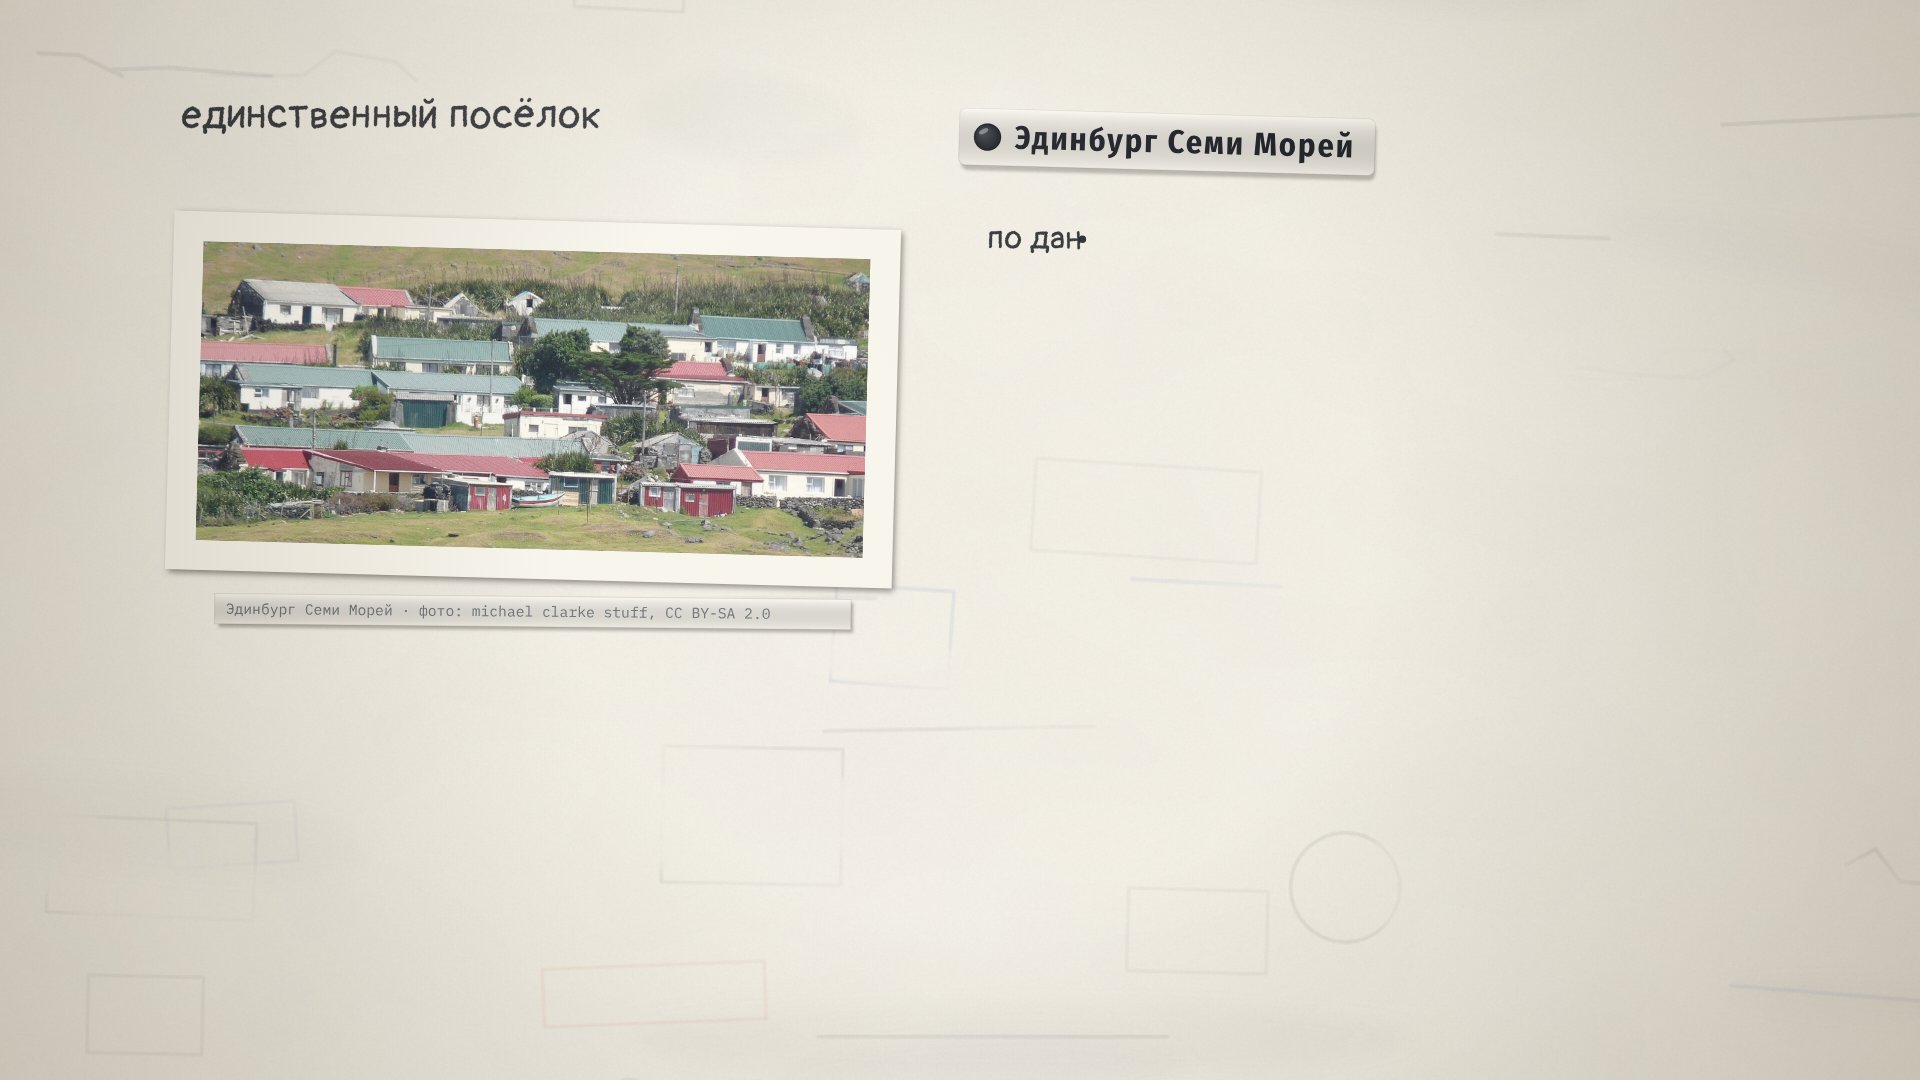 единственный посёлок
Эдинбург Семи Морей
по дан
Эдинбург Семи Морей · фото: michael clarke stuff, CC BY-SA 2.0